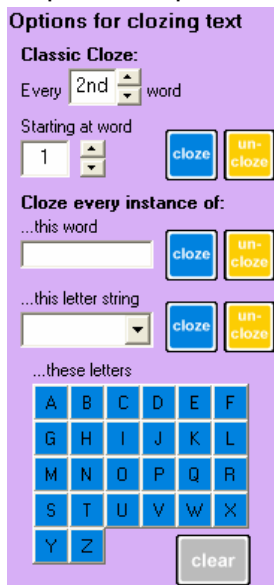 Options for clozing text
Classic Cloze:
Every 2nd word
Starting at word
1 cloze un-cloze
Cloze every instance of:
...this word
cloze un-cloze
...this letter string
cloze un-cloze
...these letters
A B C D E F
G H I J K L
M N O P Q R
S T U V W X
Y Z
clear